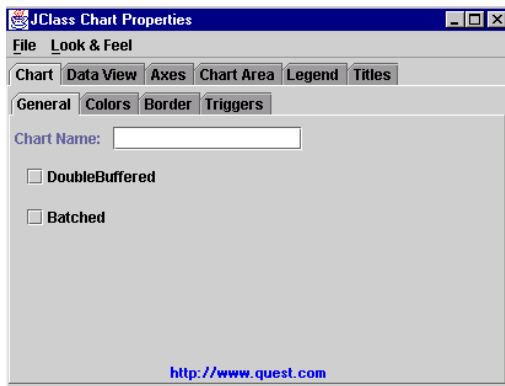 JClass Chart Properties
File Look & Feel
Chart Data View Axes Chart Area Legend Titles
General Colors Border Triggers
Chart Name:
DoubleBuffered
Batched
http://www.quest.com